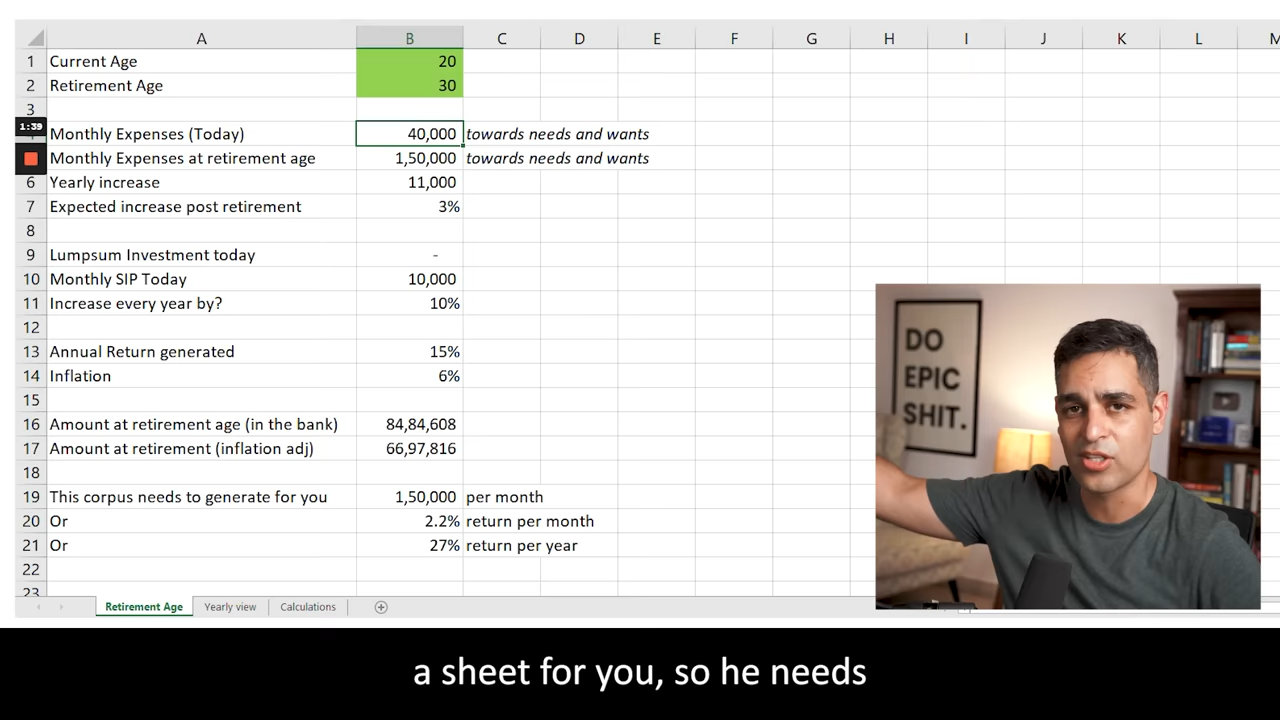 A B C D E F G H I J K L M
1 Current Age 20
2 Retirement Age 30
3
1:39 Monthly Expenses (Today) 40,000 towards needs and wants
Monthly Expenses at retirement age 1,50,000 towards needs and wants
6 Yearly increase 11,000
7 Expected increase post retirement 3%
8
9 Lumpsum Investment today -
10 Monthly SIP Today 10,000
11 Increase every year by? 10%
12
13 Annual Return generated 15%
14 Inflation 6%
15
16 Amount at retirement age (in the bank) 84,84,608
17 Amount at retirement (inflation adj) 66,97,816
18
19 This corpus needs to generate for you 1,50,000 per month
20 Or 2.2% return per month
21 Or 27% return per year
22
23
Retirement Age Yearly view Calculations
DO
EPIC
SHIT.
a sheet for you, so he needs